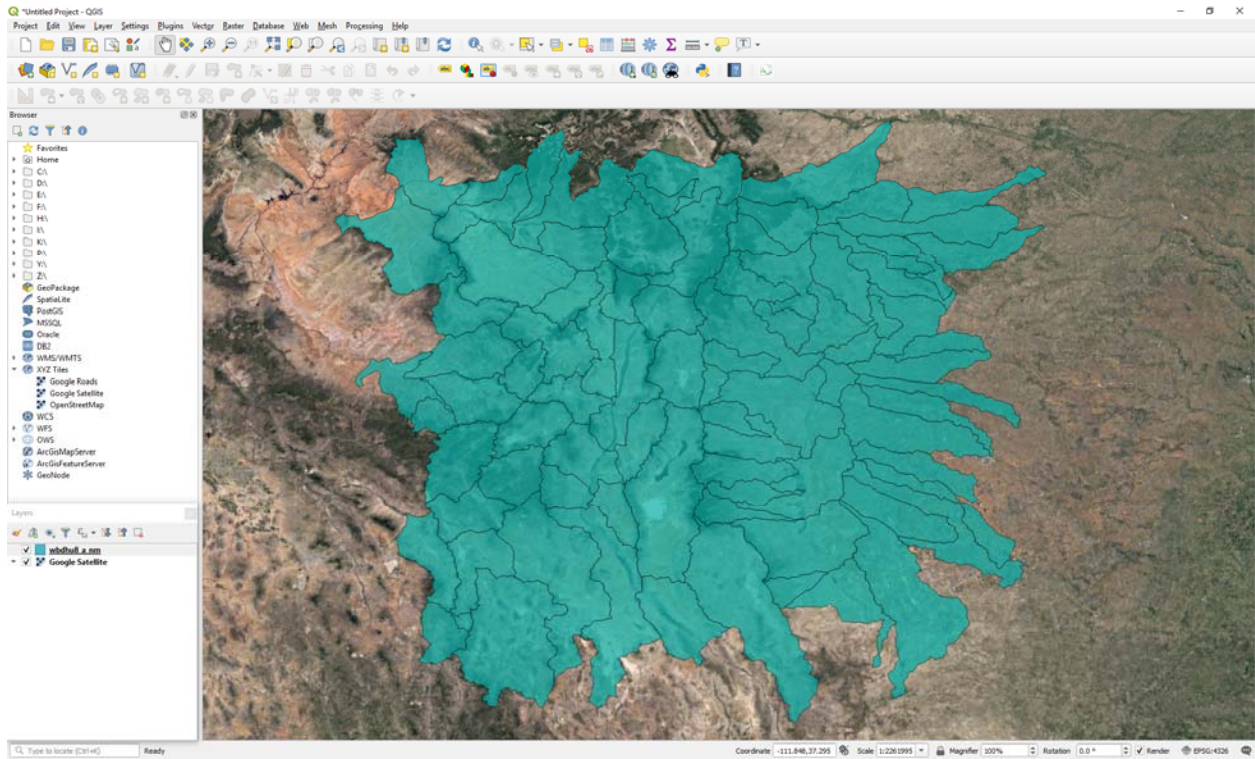 *Untitled Project - QGIS
Project Edit View Layer Settings Plugins Vector Raster Database Web Mesh Processing Help
Browser
Favorites
Home
C:\
D:\
E:\
F:\
H:\
I:\
K:\
P:\
Y:\
Z:\
GeoPackage
SpatiaLite
PostGIS
MSSQL
Oracle
DB2
WMS/WMTS
XYZ Tiles
Google Roads
Google Satellite
OpenStreetMap
WCS
WFS
OWS
ArcGisMapServer
ArcGisFeatureServer
GeoNode
Layers
wbdhu8_a_nm
Google Satellite
Type to locate (Ctrl+K) Ready Coordinate -111.848,37.295 Scale 1:2261995 Magnifier 100% Rotation 0.0 ° Render EPSG:4326